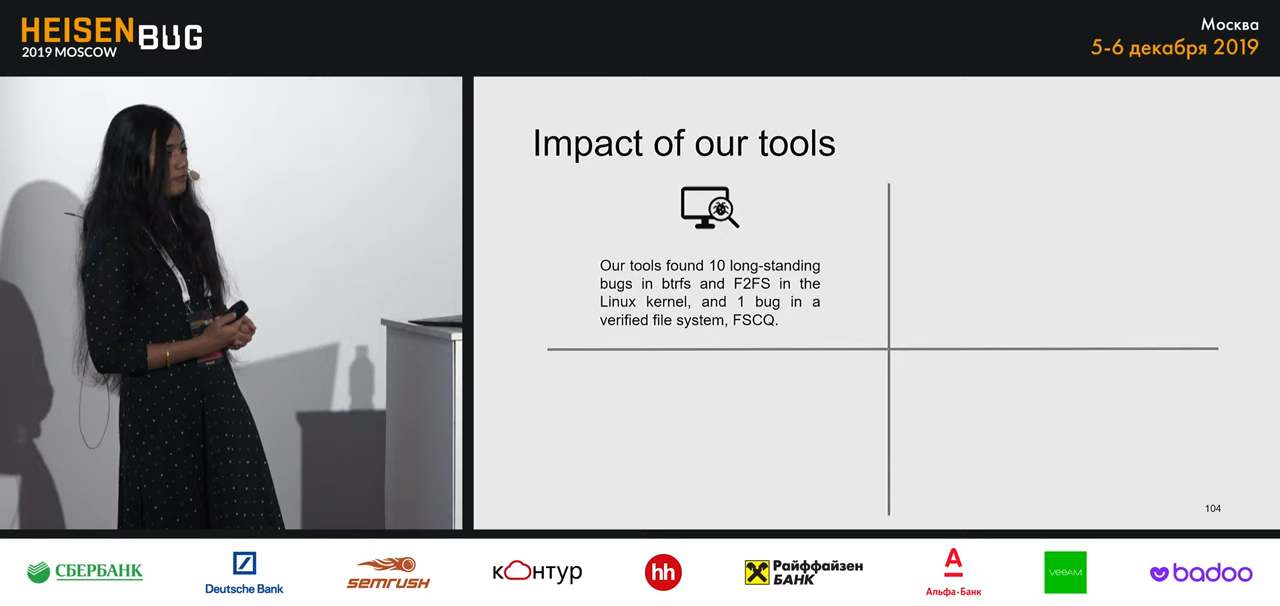 HEISENBUG
2019 MOSCOW
Москва
5-6 декабря 2019
Impact of our tools
Our tools found 10 long-standing
bugs in btrfs and F2FS in the
Linux kernel, and 1 bug in a
verified file system, FSCQ.
104
СБЕРБАНК
Deutsche Bank
semrush
контур
hh
Райффайзен
БАНК
А
Альфа·Банк
veeAM
badoo